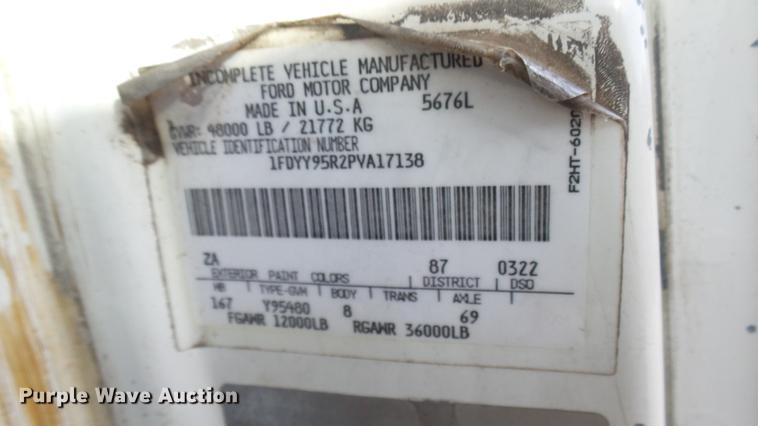 INCOMPLETE VEHICLE MANUFACTURED
FORD MOTOR COMPANY
MADE IN U.S.A 5676L
GVWR: 48000 LB / 21772 KG
VEHICLE IDENTIFICATION NUMBER
1FDYY95R2PVA17138
F2HT-6020
ZA 87 0322
EXTERIOR PAINT COLORS DISTRICT DSO
WB TYPE-GVW BODY TRANS AXLE
167 Y95480 8 69
FGAWR 12000LB RGAWR 36000LB
Purple Wave Auction